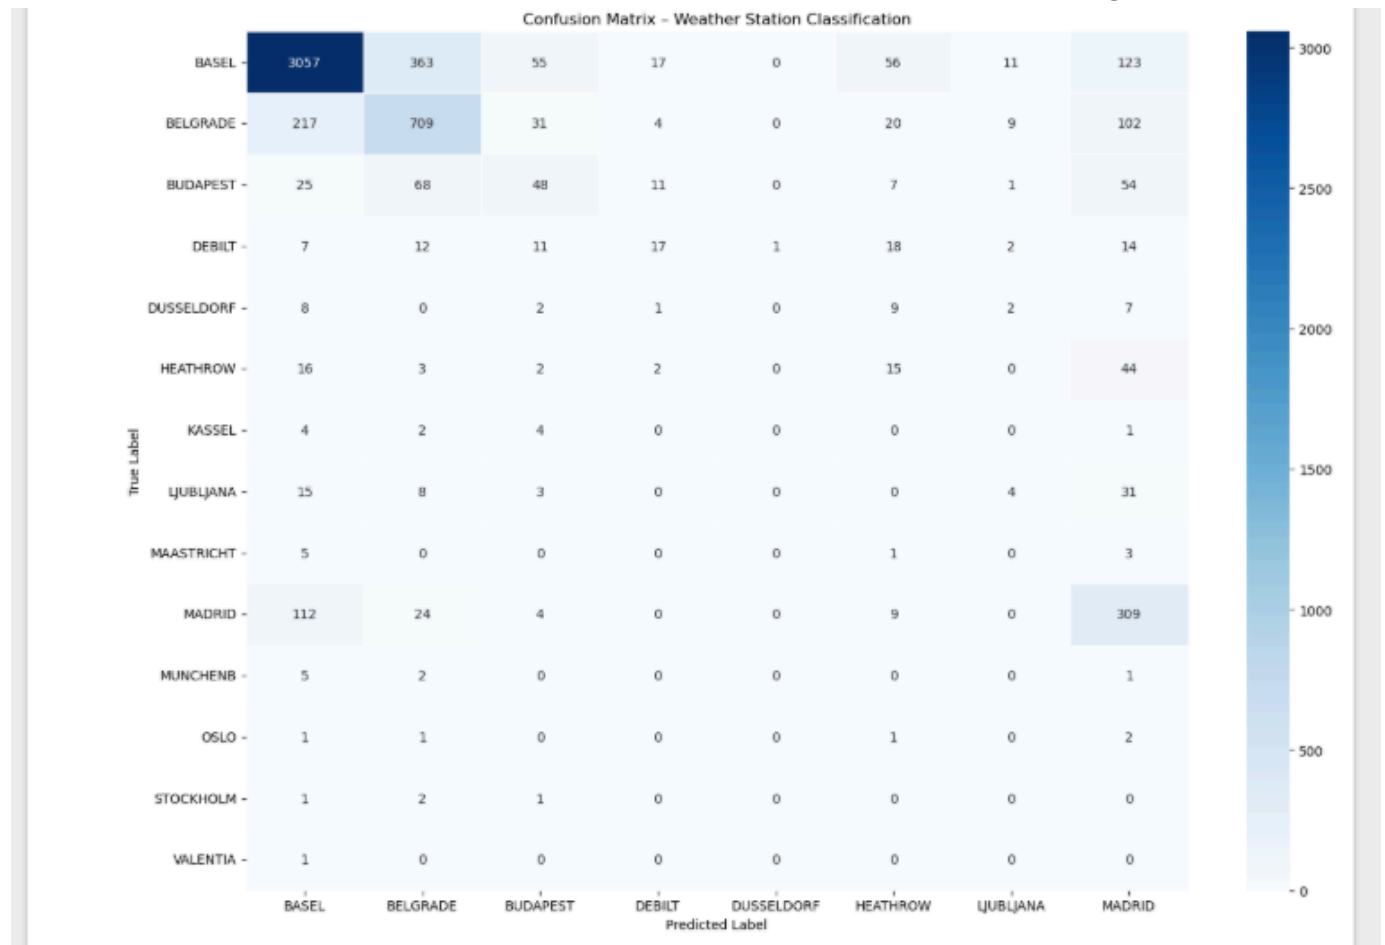 Confusion Matrix – Weather Station Classification
BASEL 3057 363 55 17 0 56 11 123
BELGRADE 217 709 31 4 0 20 9 102
BUDAPEST 25 68 48 11 0 7 1 54
DEBILT 7 12 11 17 1 18 2 14
DUSSELDORF 8 0 2 1 0 9 2 7
HEATHROW 16 3 2 2 0 15 0 44
KASSEL 4 2 4 0 0 0 0 1
LJUBLJANA 15 8 3 0 0 0 4 31
MAASTRICHT 5 0 0 0 0 1 0 3
MADRID 112 24 4 0 0 9 0 309
MUNCHENB 5 2 0 0 0 0 0 1
OSLO 1 1 0 0 0 1 0 2
STOCKHOLM 1 2 1 0 0 0 0 0
VALENTIA 1 0 0 0 0 0 0 0
BASEL BELGRADE BUDAPEST DEBILT DUSSELDORF HEATHROW LJUBLJANA MADRID
Predicted Label
True Label
3000
2500
2000
1500
1000
500
0